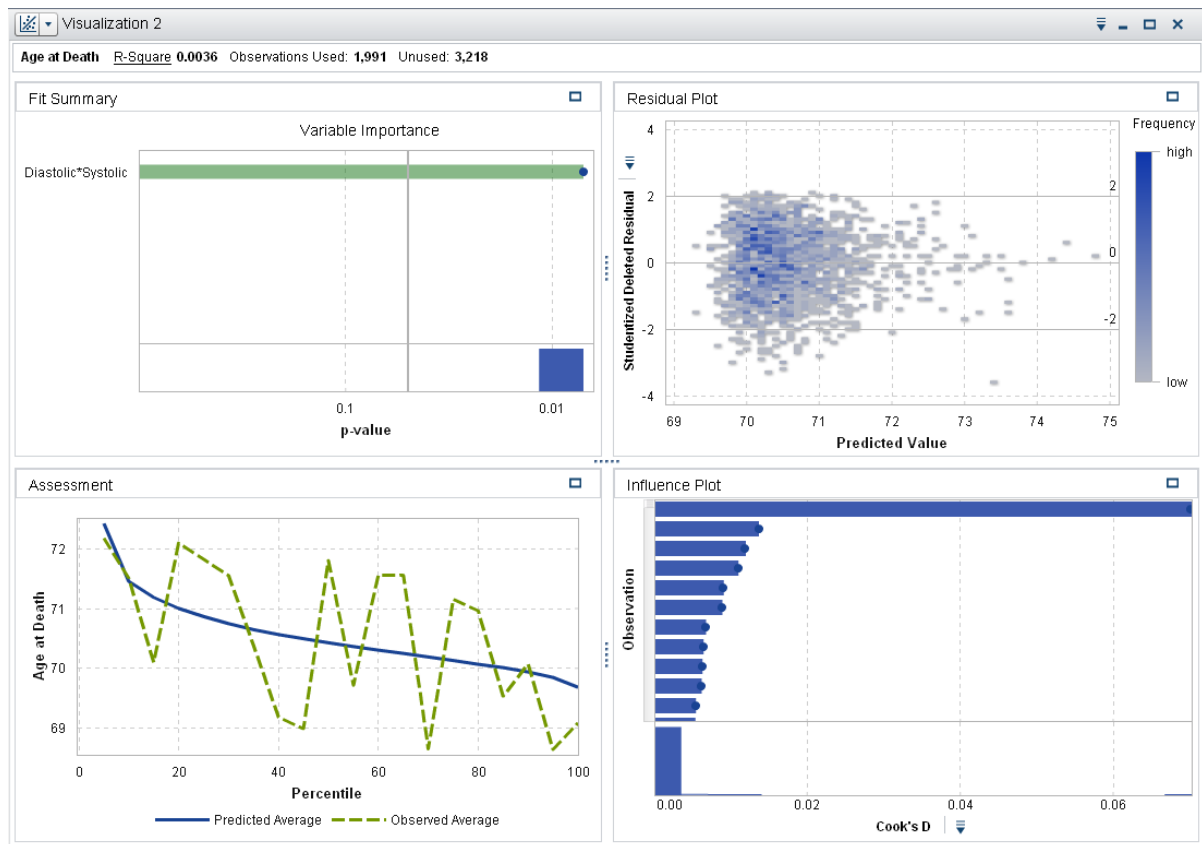 Visualization 2
Age at Death R-Square 0.0036 Observations Used: 1,991 Unused: 3,218
Fit Summary
Variable Importance
Diastolic*Systolic
0.1 0.01
p-value
Residual Plot
Frequency
high
low
4
2
0
-2
-4
2
0
-2
Studentized Deleted Residual
69 70 71 72 73 74 75
Predicted Value
Assessment
72
71
70
69
Age at Death
0 20 40 60 80 100
Percentile
Predicted Average Observed Average
Influence Plot
Observation
0.00 0.02 0.04 0.06
Cook's D